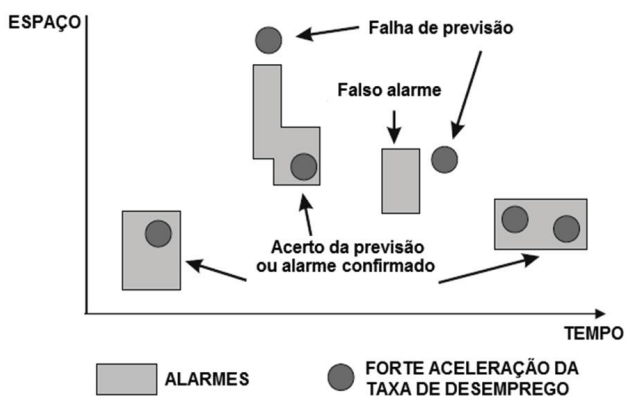 ESPAÇO
Falha de previsão
Falso alarme
Acerto da previsão
ou alarme confirmado
TEMPO
ALARMES
FORTE ACELERAÇÃO DA
TAXA DE DESEMPREGO